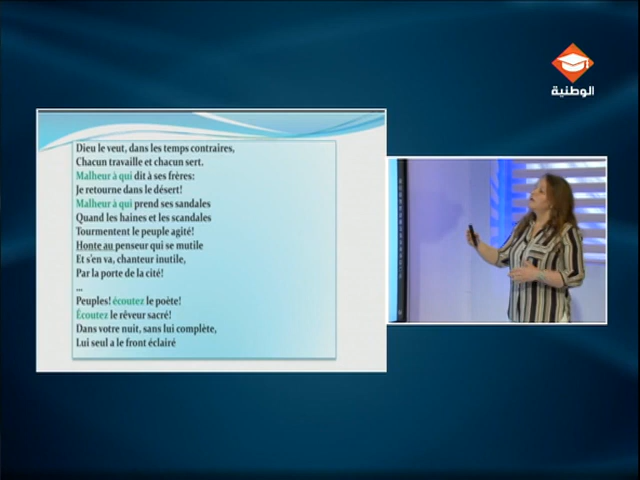 الوطنية
Dieu le veut, dans les temps contraires,
Chacun travaille et chacun sert.
Malheur à qui dit à ses frères:
Je retourne dans le désert!
Malheur à qui prend ses sandales
Quand les haines et les scandales
Tourmentent le peuple agité!
Honte au penseur qui se mutile
Et s'en va, chanteur inutile,
Par la porte de la cité!
...
Peuples! écoutez le poète!
Écoutez le rêveur sacré!
Dans votre nuit, sans lui complète,
Lui seul a le front éclairé